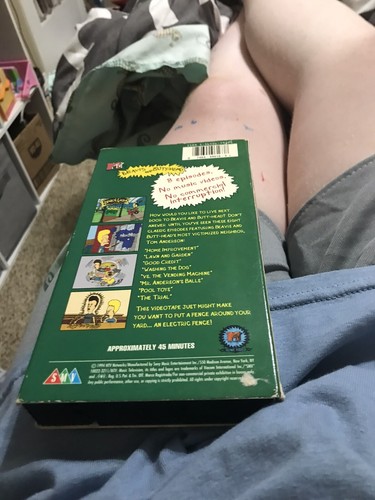 8 episodes.
No music videos.
No commercial
interruption!
How would you like to live next
door to Beavis and Butt-head? Don't
answer until you've seen these eight
classic episodes featuring Beavis and
Butt-head's most victimized neighbor,
Tom Anderson:
"Home Improvement"
"Lawn and Garden"
"Good Credit"
"Washing the Dog"
"vs. the Vending Machine"
"Mr. Anderson's Balls"
"Pool Toys"
"The Trial"
This videotape just might make
you want to put a fence around your
yard... an electric fence!
APPROXIMATELY 45 MINUTES
SMV